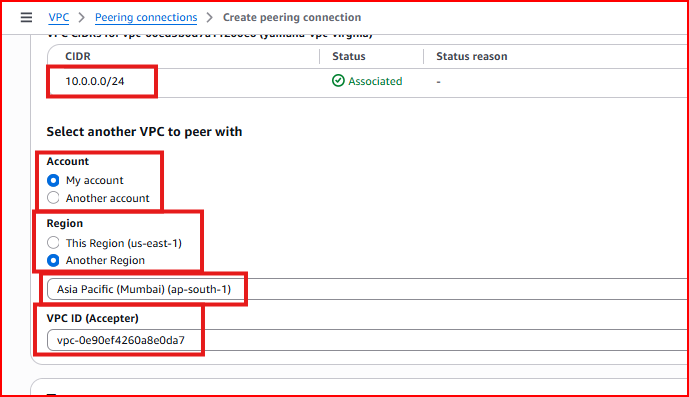 VPC > Peering connections > Create peering connection
CIDR Status Status reason
10.0.0.0/24 Associated -
Select another VPC to peer with
Account
My account
Another account
Region
This Region (us-east-1)
Another Region
Asia Pacific (Mumbai) (ap-south-1)
VPC ID (Accepter)
vpc-0e90ef4260a8e0da7